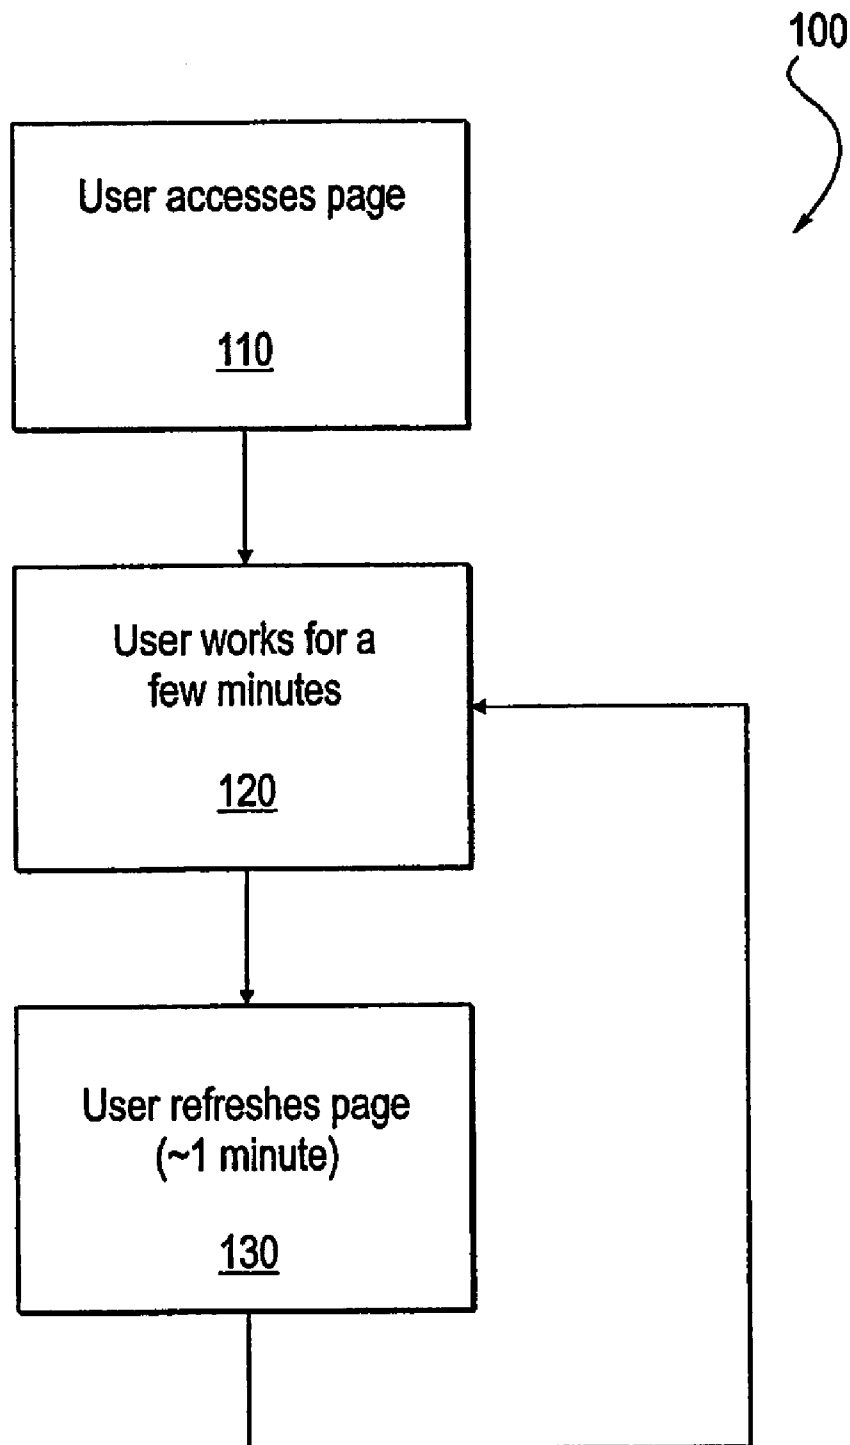 100
User accesses page
110
User works for a
few minutes
120
User refreshes page
(~1 minute)
130